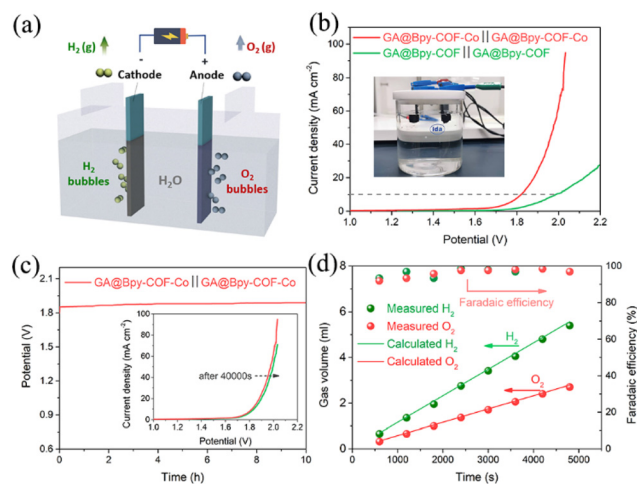 (a)
H₂ (g)
O₂ (g)
-
+
Cathode
Anode
H₂
bubbles
H₂O
O₂
bubbles
(b)
GA@Bpy-COF-Co||GA@Bpy-COF-Co
GA@Bpy-COF||GA@Bpy-COF
Current density (mA cm⁻²)
100
80
60
40
20
0
ida
1.0 1.2 1.4 1.6 1.8 2.0 2.2
Potential (V)
(c)
GA@Bpy-COF-Co||GA@Bpy-COF-Co
Potential (V)
2.1
1.8
1.5
1.2
0.9
0.6
Current density (mA cm⁻²)
100
80
60
40
20
0
after 40000s
1.0 1.2 1.4 1.6 1.8 2.0 2.2
Potential (V)
0 2 4 6 8 10
Time (h)
(d)
Gas volume (ml)
8
6
4
2
0
Faradaic efficiency
Measured H₂
Measured O₂
Calculated H₂
Calculated O₂
H₂
O₂
100
80
60
40
20
0
Faradaic efficiency (%)
0 1200 2400 3600 4800 6000
Time (s)